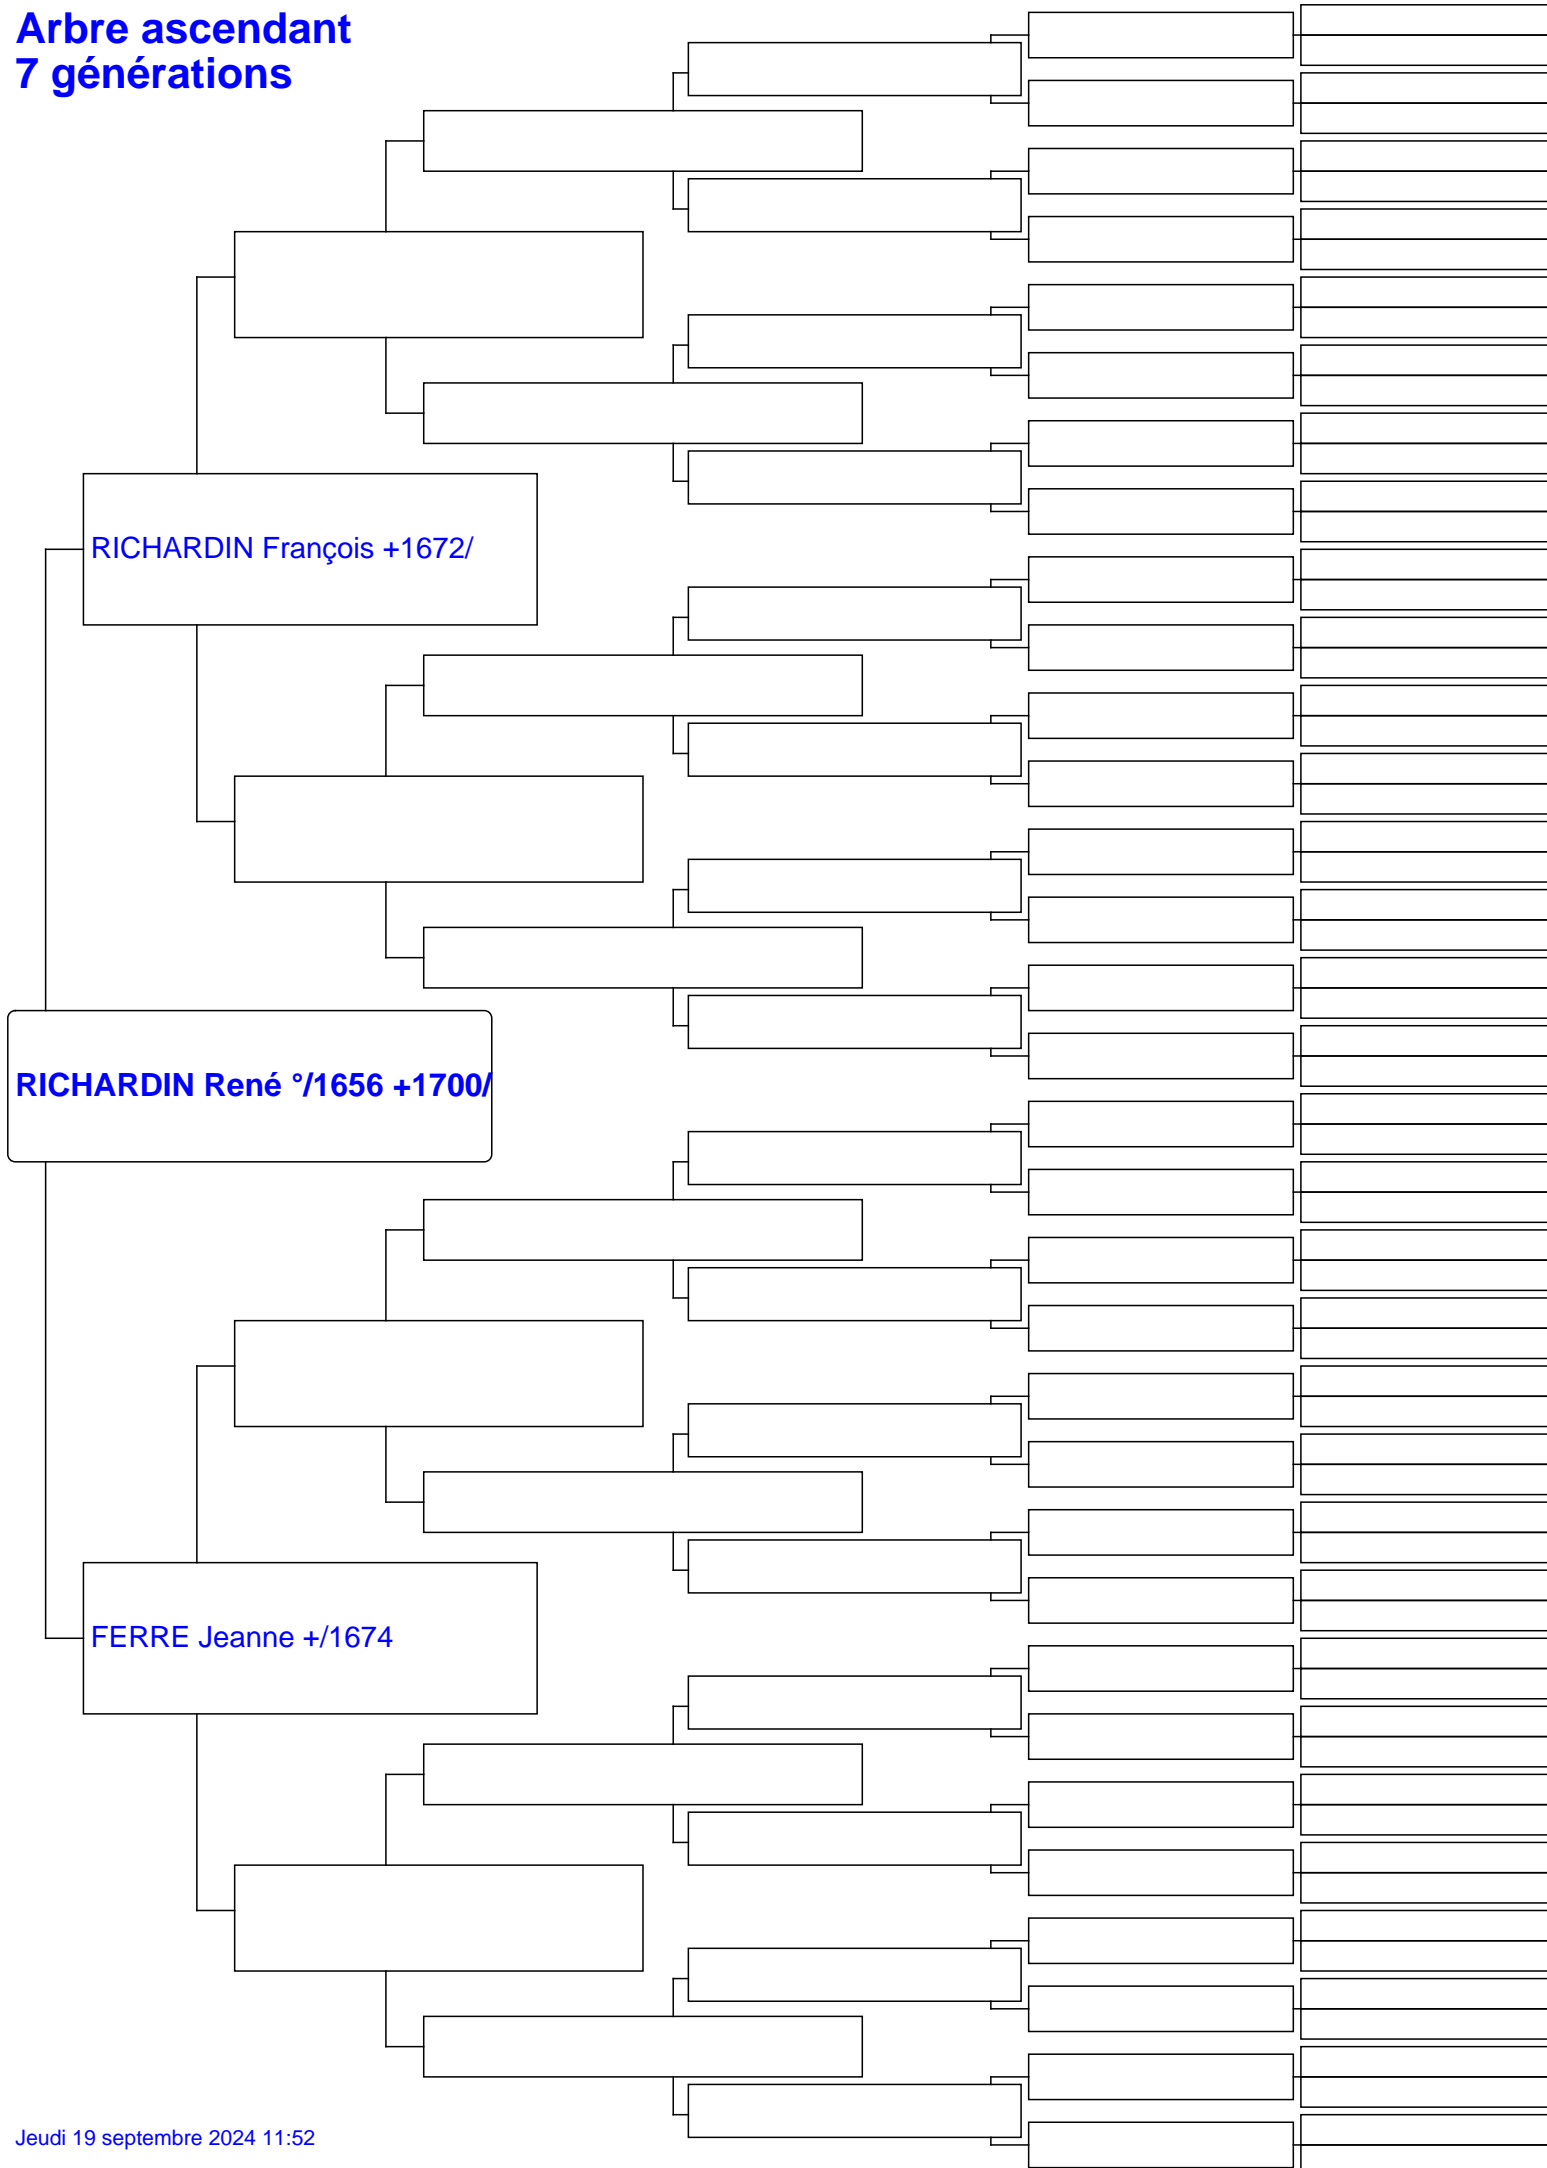 Arbre ascendant
7 générations
RICHARDIN François +1672/
RICHARDIN René °/1656 +1700/
FERRE Jeanne +/1674
Jeudi 19 septembre 2024 11:52